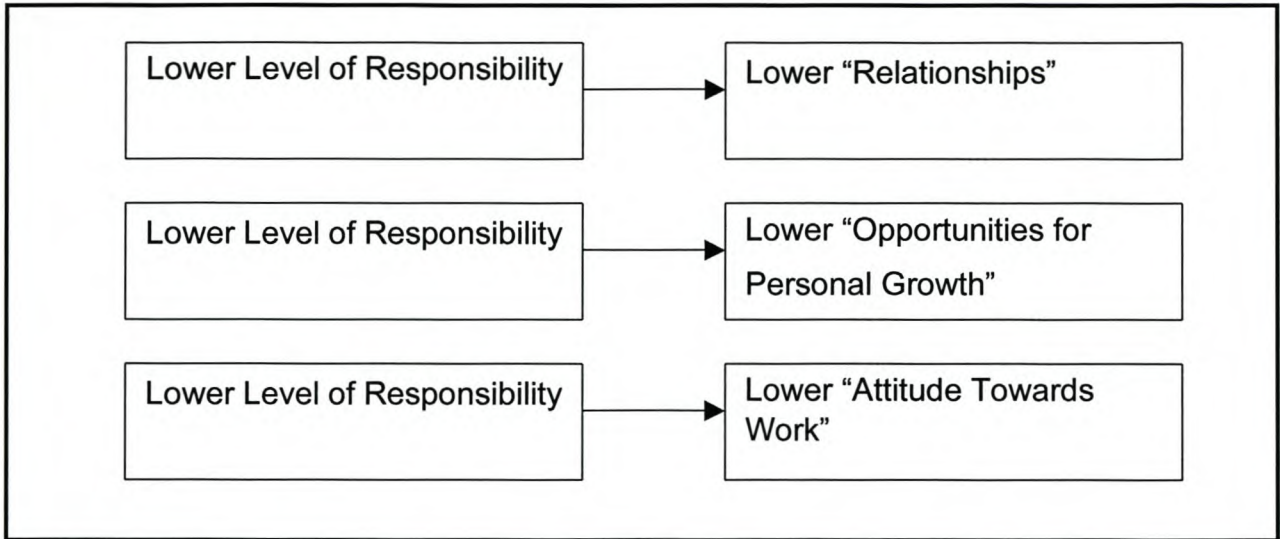 Lower Level of Responsibility
Lower “Relationships”
Lower Level of Responsibility
Lower “Opportunities for
Personal Growth”
Lower Level of Responsibility
Lower “Attitude Towards
Work”